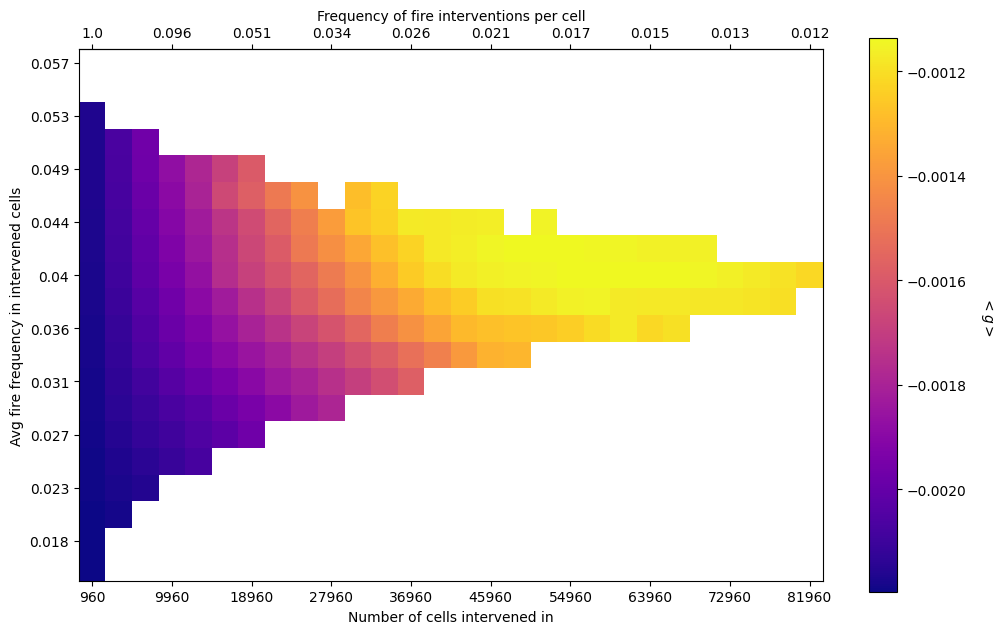 Frequency of fire interventions per cell
1.0 0.096 0.051 0.034 0.026 0.021 0.017 0.015 0.013 0.012
Avg fire frequency in intervened cells
0.057
0.053
0.049
0.044
0.04
0.036
0.031
0.027
0.023
0.018
960 9960 18960 27960 36960 45960 54960 63960 72960 81960
Number of cells intervened in
−0.0012
−0.0014
−0.0016
−0.0018
−0.0020
< g >